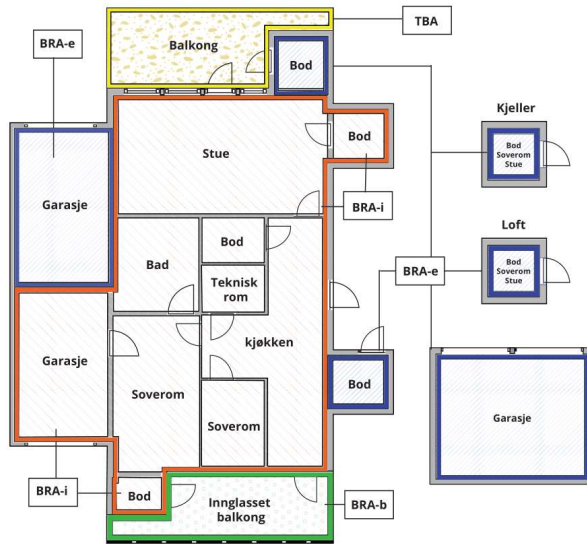 TBA
Balkong
BRA-e
Bod
Kjeller
Bod
Soverom
Stue
Bod
Stue
Garasje
BRA-i
Loft
Bod
Bad
Bod
Soverom
Stue
BRA-e
Teknisk
rom
Garasje
kjøkken
Bod
Soverom
Garasje
Soverom
BRA-i
Bod
Innglasset
balkong
BRA-b